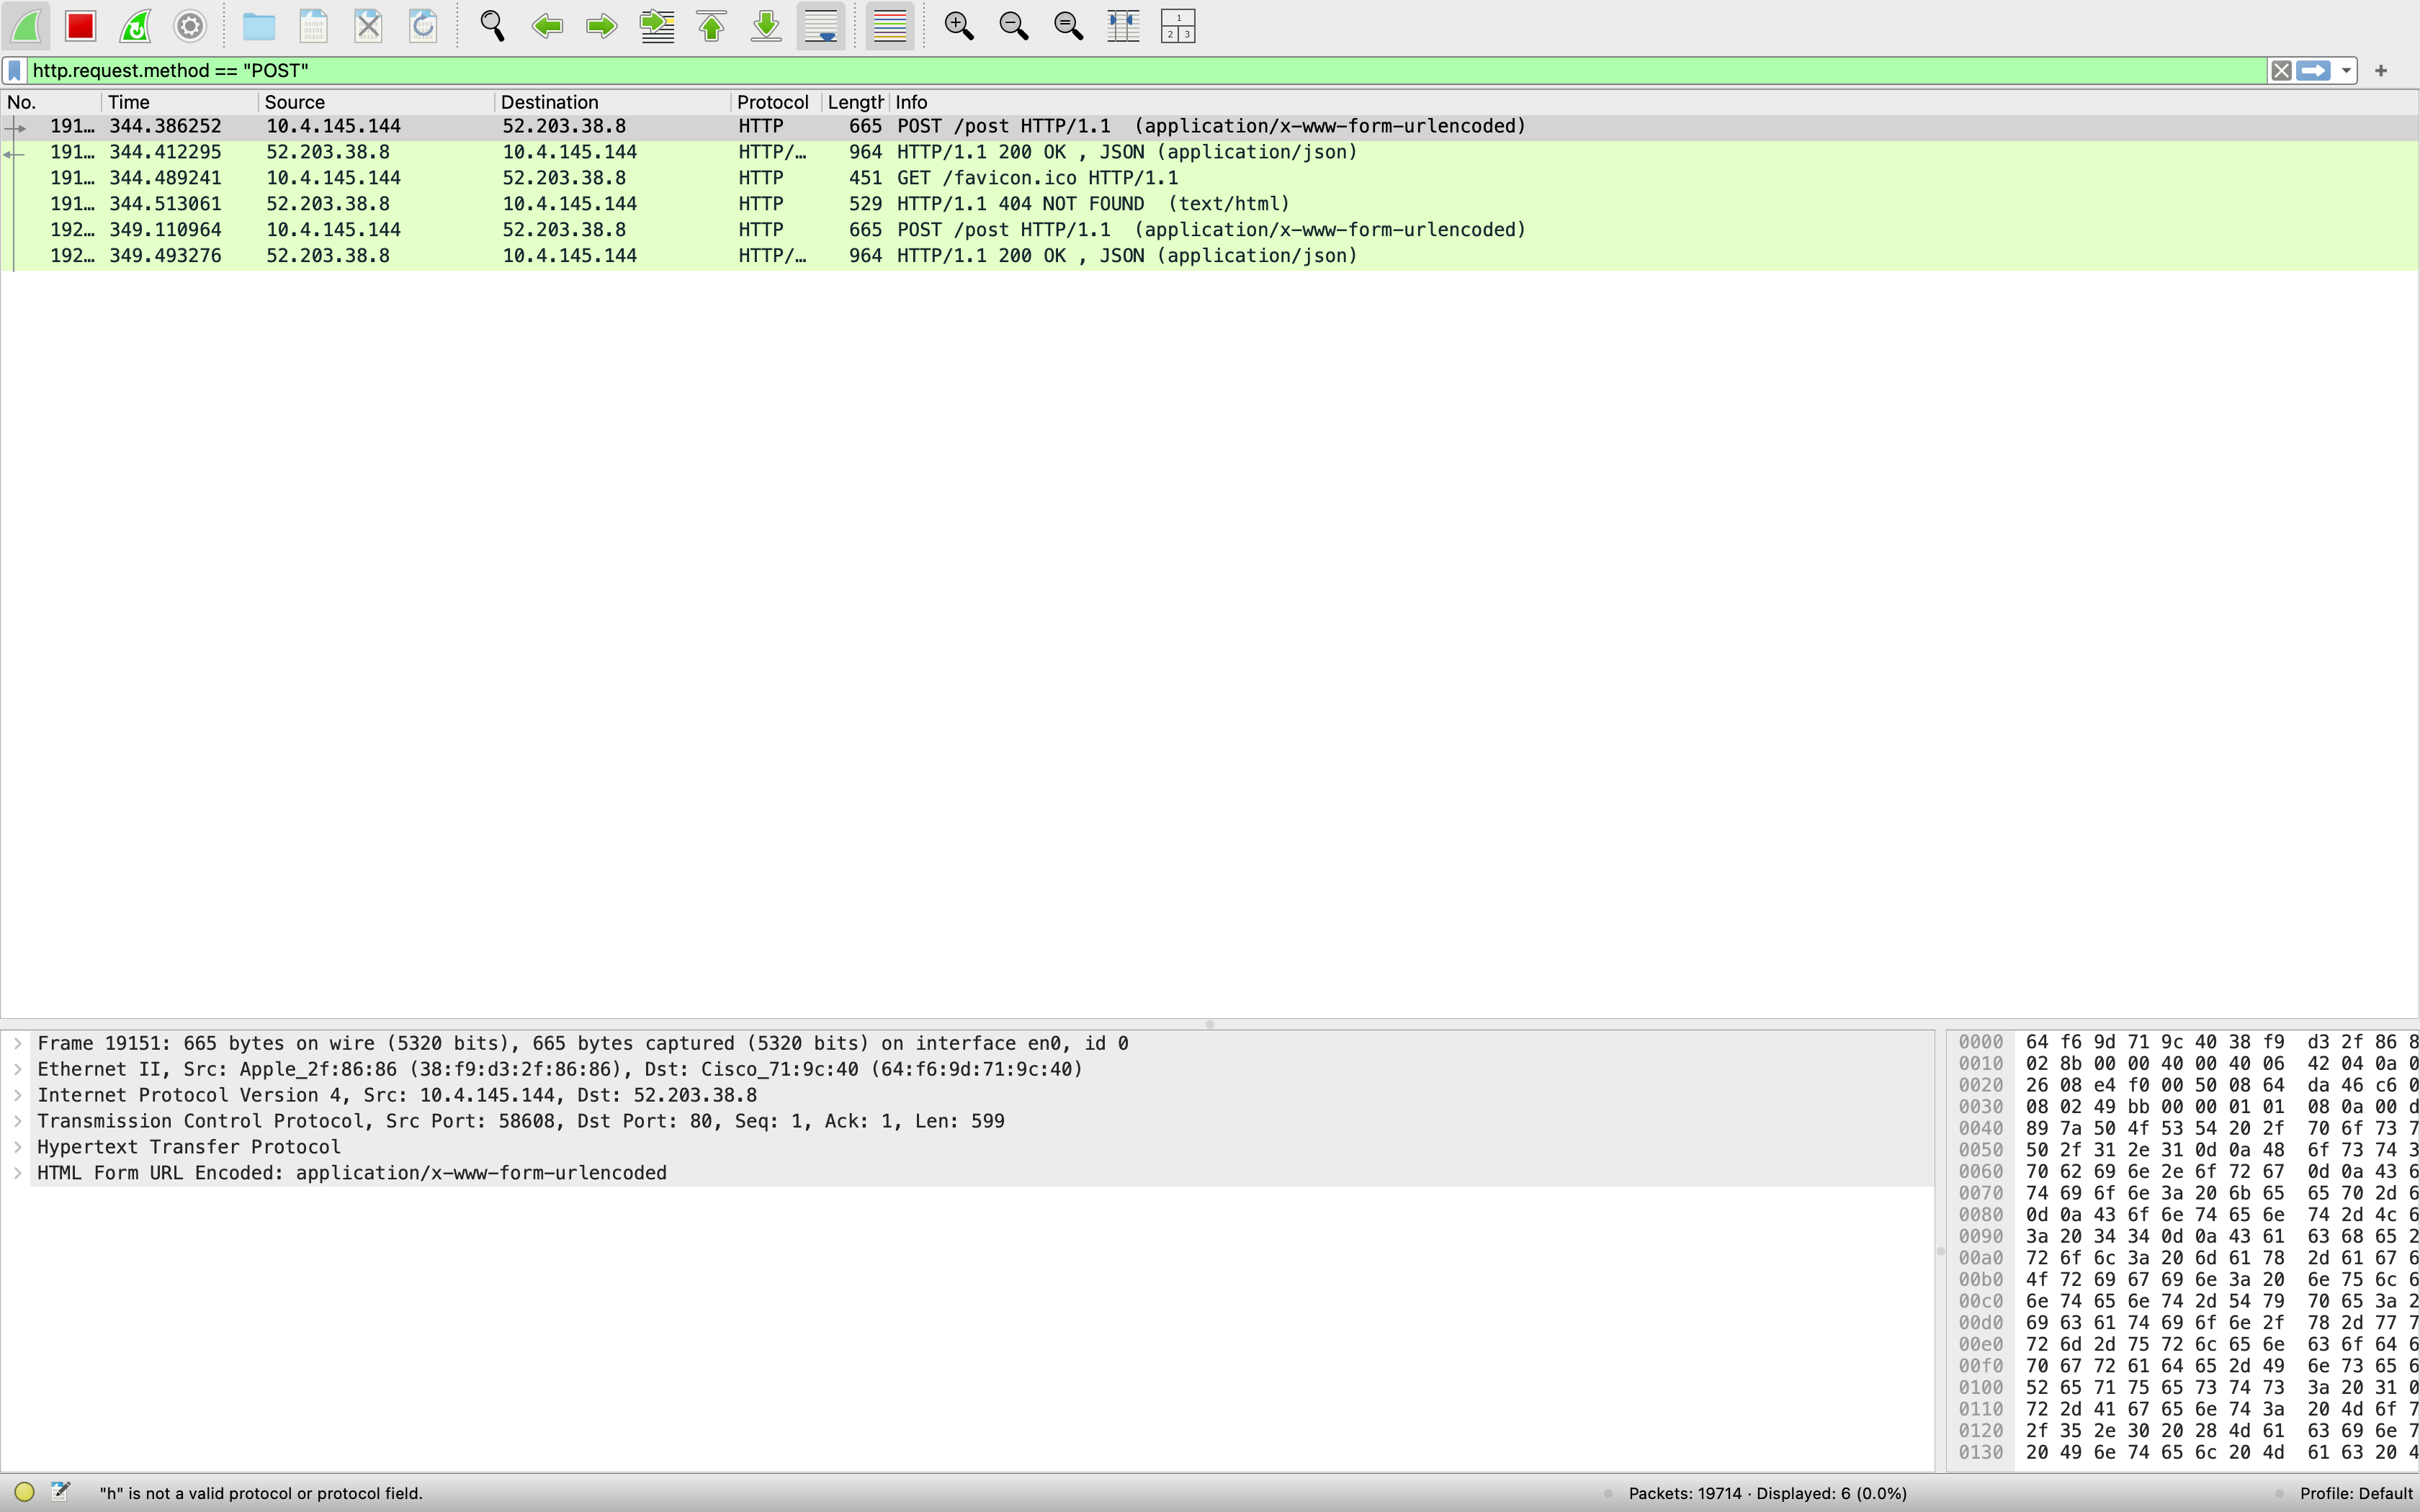 1
2 3
http.request.method == "POST"
No. Time Source Destination Protocol Length Info
191… 344.386252 10.4.145.144 52.203.38.8 HTTP 665 POST /post HTTP/1.1 (application/x-www-form-urlencoded)
191… 344.412295 52.203.38.8 10.4.145.144 HTTP/… 964 HTTP/1.1 200 OK , JSON (application/json)
191… 344.489241 10.4.145.144 52.203.38.8 HTTP 451 GET /favicon.ico HTTP/1.1
191… 344.513061 52.203.38.8 10.4.145.144 HTTP 529 HTTP/1.1 404 NOT FOUND (text/html)
192… 349.110964 10.4.145.144 52.203.38.8 HTTP 665 POST /post HTTP/1.1 (application/x-www-form-urlencoded)
192… 349.493276 52.203.38.8 10.4.145.144 HTTP/… 964 HTTP/1.1 200 OK , JSON (application/json)
Frame 19151: 665 bytes on wire (5320 bits), 665 bytes captured (5320 bits) on interface en0, id 0
Ethernet II, Src: Apple_2f:86:86 (38:f9:d3:2f:86:86), Dst: Cisco_71:9c:40 (64:f6:9d:71:9c:40)
Internet Protocol Version 4, Src: 10.4.145.144, Dst: 52.203.38.8
Transmission Control Protocol, Src Port: 58608, Dst Port: 80, Seq: 1, Ack: 1, Len: 599
Hypertext Transfer Protocol
HTML Form URL Encoded: application/x-www-form-urlencoded
0000 64 f6 9d 71 9c 40 38 f9 d3 2f 86 8
0010 02 8b 00 00 40 00 40 06 42 04 0a 0
0020 26 08 e4 f0 00 50 08 64 da 46 c6 0
0030 08 02 49 bb 00 00 01 01 08 0a 00 d
0040 89 7a 50 4f 53 54 20 2f 70 6f 73 7
0050 50 2f 31 2e 31 0d 0a 48 6f 73 74 3
0060 70 62 69 6e 2e 6f 72 67 0d 0a 43 6
0070 74 69 6f 6e 3a 20 6b 65 65 70 2d 6
0080 0d 0a 43 6f 6e 74 65 6e 74 2d 4c 6
0090 3a 20 34 34 0d 0a 43 61 63 68 65 2
00a0 72 6f 6c 3a 20 6d 61 78 2d 61 67 6
00b0 4f 72 69 67 69 6e 3a 20 6e 75 6c 6
00c0 6e 74 65 6e 74 2d 54 79 70 65 3a 2
00d0 69 63 61 74 69 6f 6e 2f 78 2d 77 7
00e0 72 6d 2d 75 72 6c 65 6e 63 6f 64 6
00f0 70 67 72 61 64 65 2d 49 6e 73 65 6
0100 52 65 71 75 65 73 74 73 3a 20 31 0
0110 72 2d 41 67 65 6e 74 3a 20 4d 6f 7
0120 2f 35 2e 30 20 28 4d 61 63 69 6e 7
0130 20 49 6e 74 65 6c 20 4d 61 63 20 4
"h" is not a valid protocol or protocol field. Packets: 19714 · Displayed: 6 (0.0%) Profile: Default